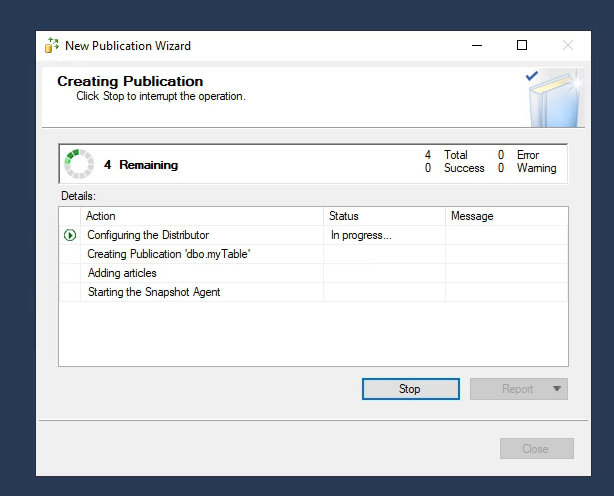 New Publication Wizard
Creating Publication
Click Stop to interrupt the operation.
4 Remaining
4 Total 0 Error
0 Success 0 Warning
Details:
Action Status Message
Configuring the Distributor In progress...
Creating Publication 'dbo.myTable'
Adding articles
Starting the Snapshot Agent
Stop Report
Close